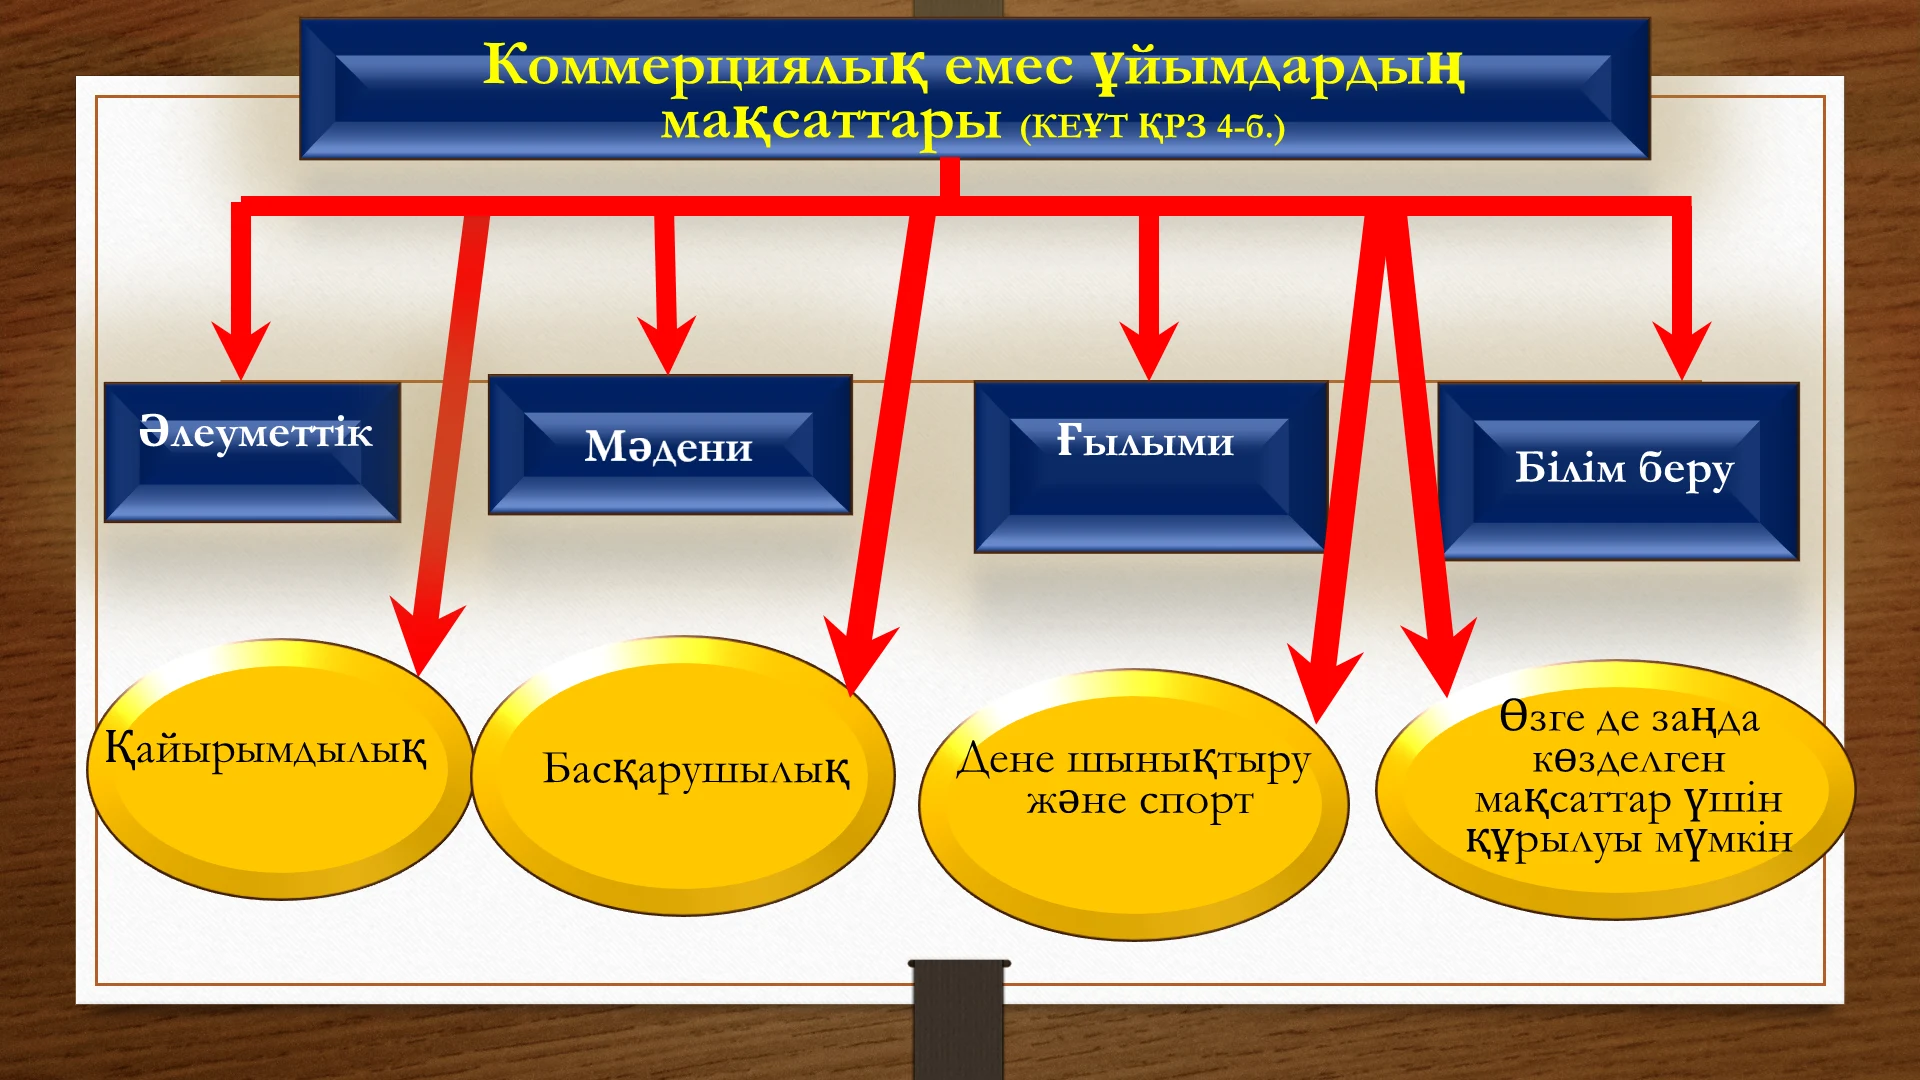 Коммерциялық емес ұйымдардың
мақсаттары (КЕҰТ ҚРЗ 4-б.)
Әлеуметтік
Мәдени
Ғылыми
Білім беру
Қайырымдылық
Басқарушылық
Дене шынықтыру
және спорт
Өзге де заңда
көзделген
мақсаттар үшін
құрылуы мүмкін